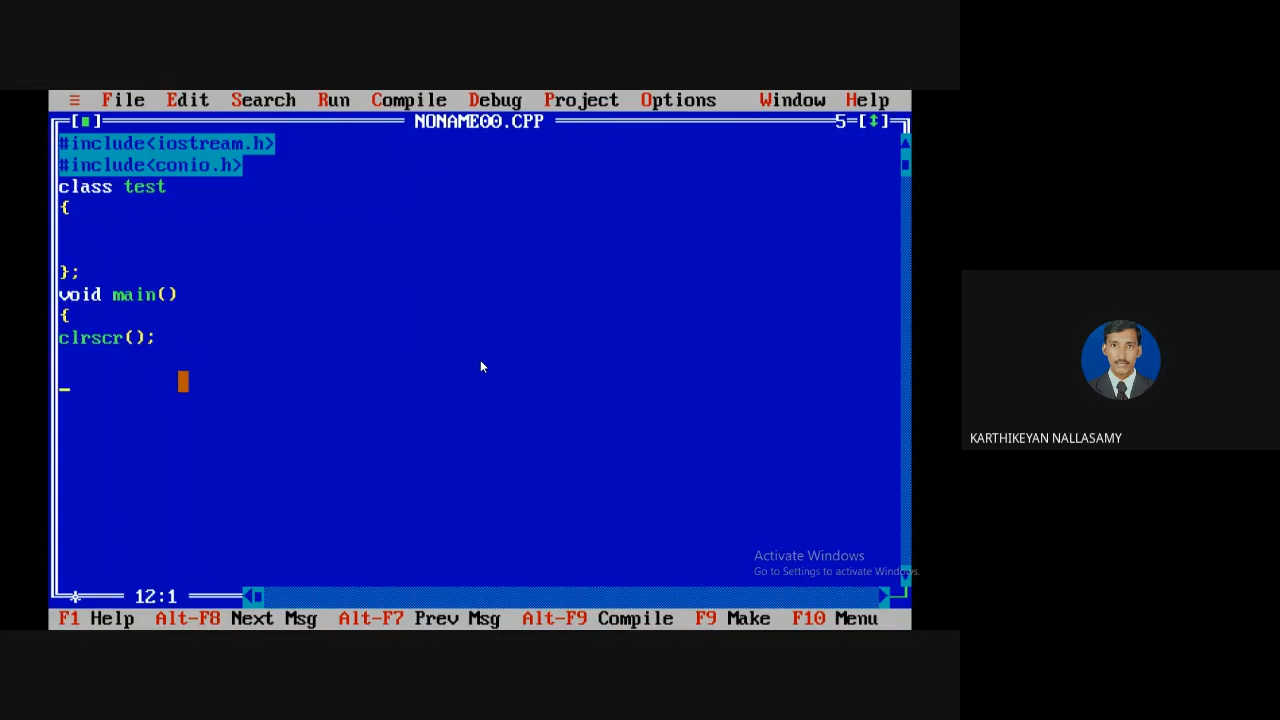 ≡ File Edit Search Run Compile Debug Project Options Window Help
[■] NONAME00.CPP 5=[↕]
#include<iostream.h>
#include<conio.h>
class test
{
};
void main()
{
clrscr();
KARTHIKEYAN NALLASAMY
Activate Windows
Go to Settings to activate Windows.
12:1
F1 Help Alt-F8 Next Msg Alt-F7 Prev Msg Alt-F9 Compile F9 Make F10 Menu